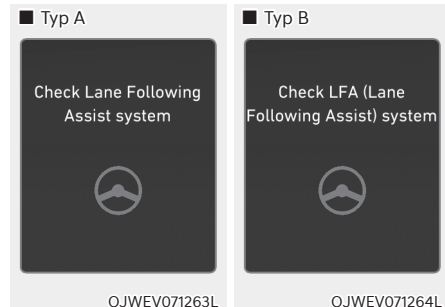 ■ Typ A
Check Lane Following
Assist system
OJWEV071263L
■ Typ B
Check LFA (Lane
Following Assist) system
OJWEV071264L